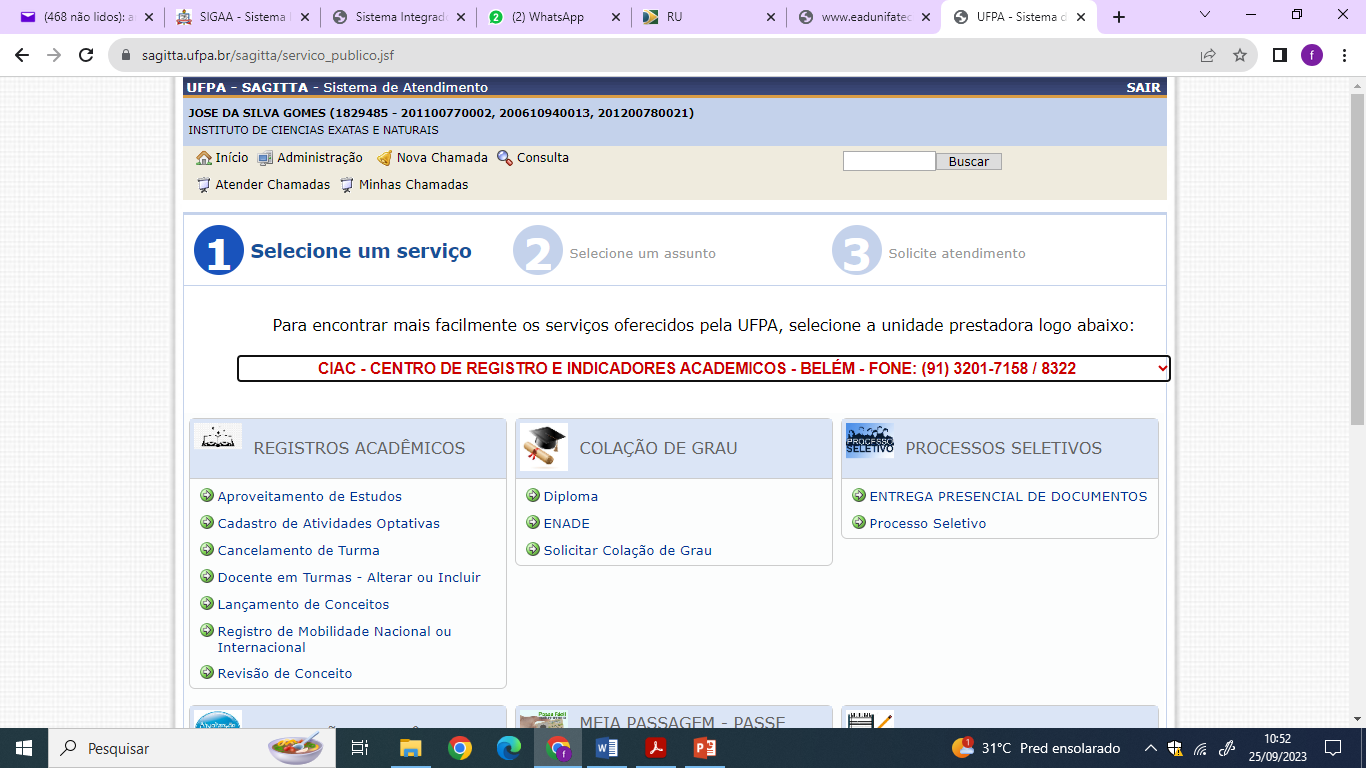 (468 não lidos): a
SIGAA - Sistema
Sistema Integrad
(2) WhatsApp
RU
www.eadunifatec
UFPA - Sistema d
sagitta.ufpa.br/sagitta/servico_publico.jsf
f
UFPA - SAGITTA - Sistema de Atendimento
SAIR
JOSE DA SILVA GOMES (1829485 - 201100770002, 200610940013, 201200780021)
INSTITUTO DE CIENCIAS EXATAS E NATURAIS
Início Administração Nova Chamada Consulta
Buscar
Atender Chamadas Minhas Chamadas
1 Selecione um serviço
2 Selecione um assunto
3 Solicite atendimento
Para encontrar mais facilmente os serviços oferecidos pela UFPA, selecione a unidade prestadora logo abaixo:
CIAC - CENTRO DE REGISTRO E INDICADORES ACADEMICOS - BELÉM - FONE: (91) 3201-7158 / 8322
REGISTROS ACADÊMICOS
Aproveitamento de Estudos
Cadastro de Atividades Optativas
Cancelamento de Turma
Docente em Turmas - Alterar ou Incluir
Lançamento de Conceitos
Registro de Mobilidade Nacional ou
Internacional
Revisão de Conceito
COLAÇÃO DE GRAU
Diploma
ENADE
Solicitar Colação de Grau
PROCESSO
SELETIVO
PROCESSOS SELETIVOS
ENTREGA PRESENCIAL DE DOCUMENTOS
Processo Seletivo
MEIA PASSAGEM - PASSE
Pesquisar
1
31°C Pred ensolarado
10:52
25/09/2023